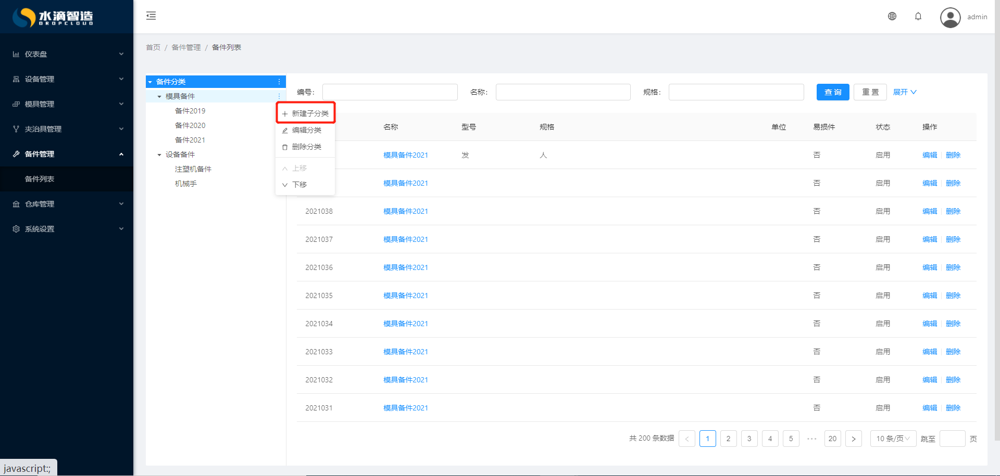 水滴智造
DROPCLOUD
admin
仪表盘
设备管理
模具管理
夹治具管理
备件管理
备件列表
仓库管理
系统设置
首页 / 备件管理 / 备件列表
备件分类
模具备件
备件2019
备件2020
备件2021
设备备件
注塑机备件
机械手
新建子分类
编辑分类
删除分类
上移
下移
编号: 名称: 规格: 查 询 重 置 展开
名称 型号 规格 单位 易损件 状态 操作
模具备件2021 发 人 否 启用 编辑 删除
模具备件2021 否 启用 编辑 删除
2021038 模具备件2021 否 启用 编辑 删除
2021037 模具备件2021 否 启用 编辑 删除
2021036 模具备件2021 否 启用 编辑 删除
2021035 模具备件2021 否 启用 编辑 删除
2021034 模具备件2021 否 启用 编辑 删除
2021033 模具备件2021 否 启用 编辑 删除
2021032 模具备件2021 否 启用 编辑 删除
2021031 模具备件2021 否 启用 编辑 删除
共 200 条数据 < 1 2 3 4 5 ••• 20 > 10 条/页 跳至 页
javascript:;